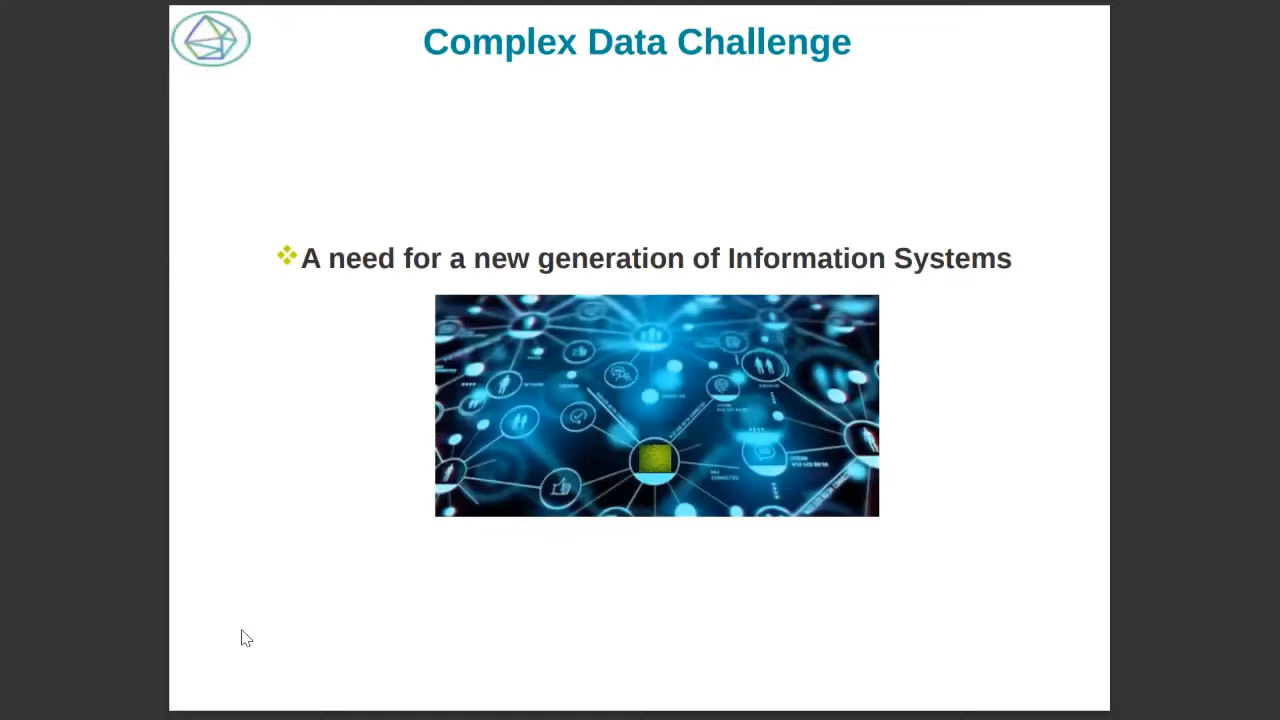 Complex Data Challenge
A need for a new generation of Information Systems